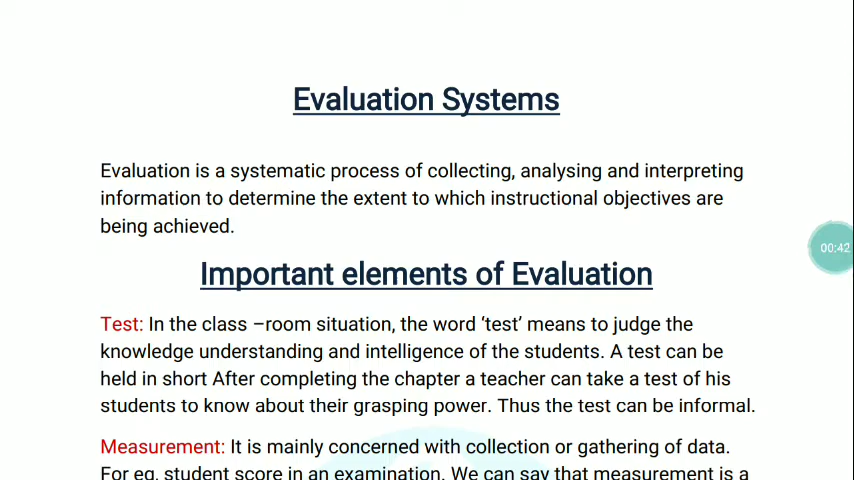 Evaluation Systems
Evaluation is a systematic process of collecting, analysing and interpreting
information to determine the extent to which instructional objectives are
being achieved.
00:42
Important elements of Evaluation
Test: In the class –room situation, the word ‘test’ means to judge the
knowledge understanding and intelligence of the students. A test can be
held in short After completing the chapter a teacher can take a test of his
students to know about their grasping power. Thus the test can be informal.
Measurement: It is mainly concerned with collection or gathering of data.
For eg. student score in an examination. We can say that measurement is a